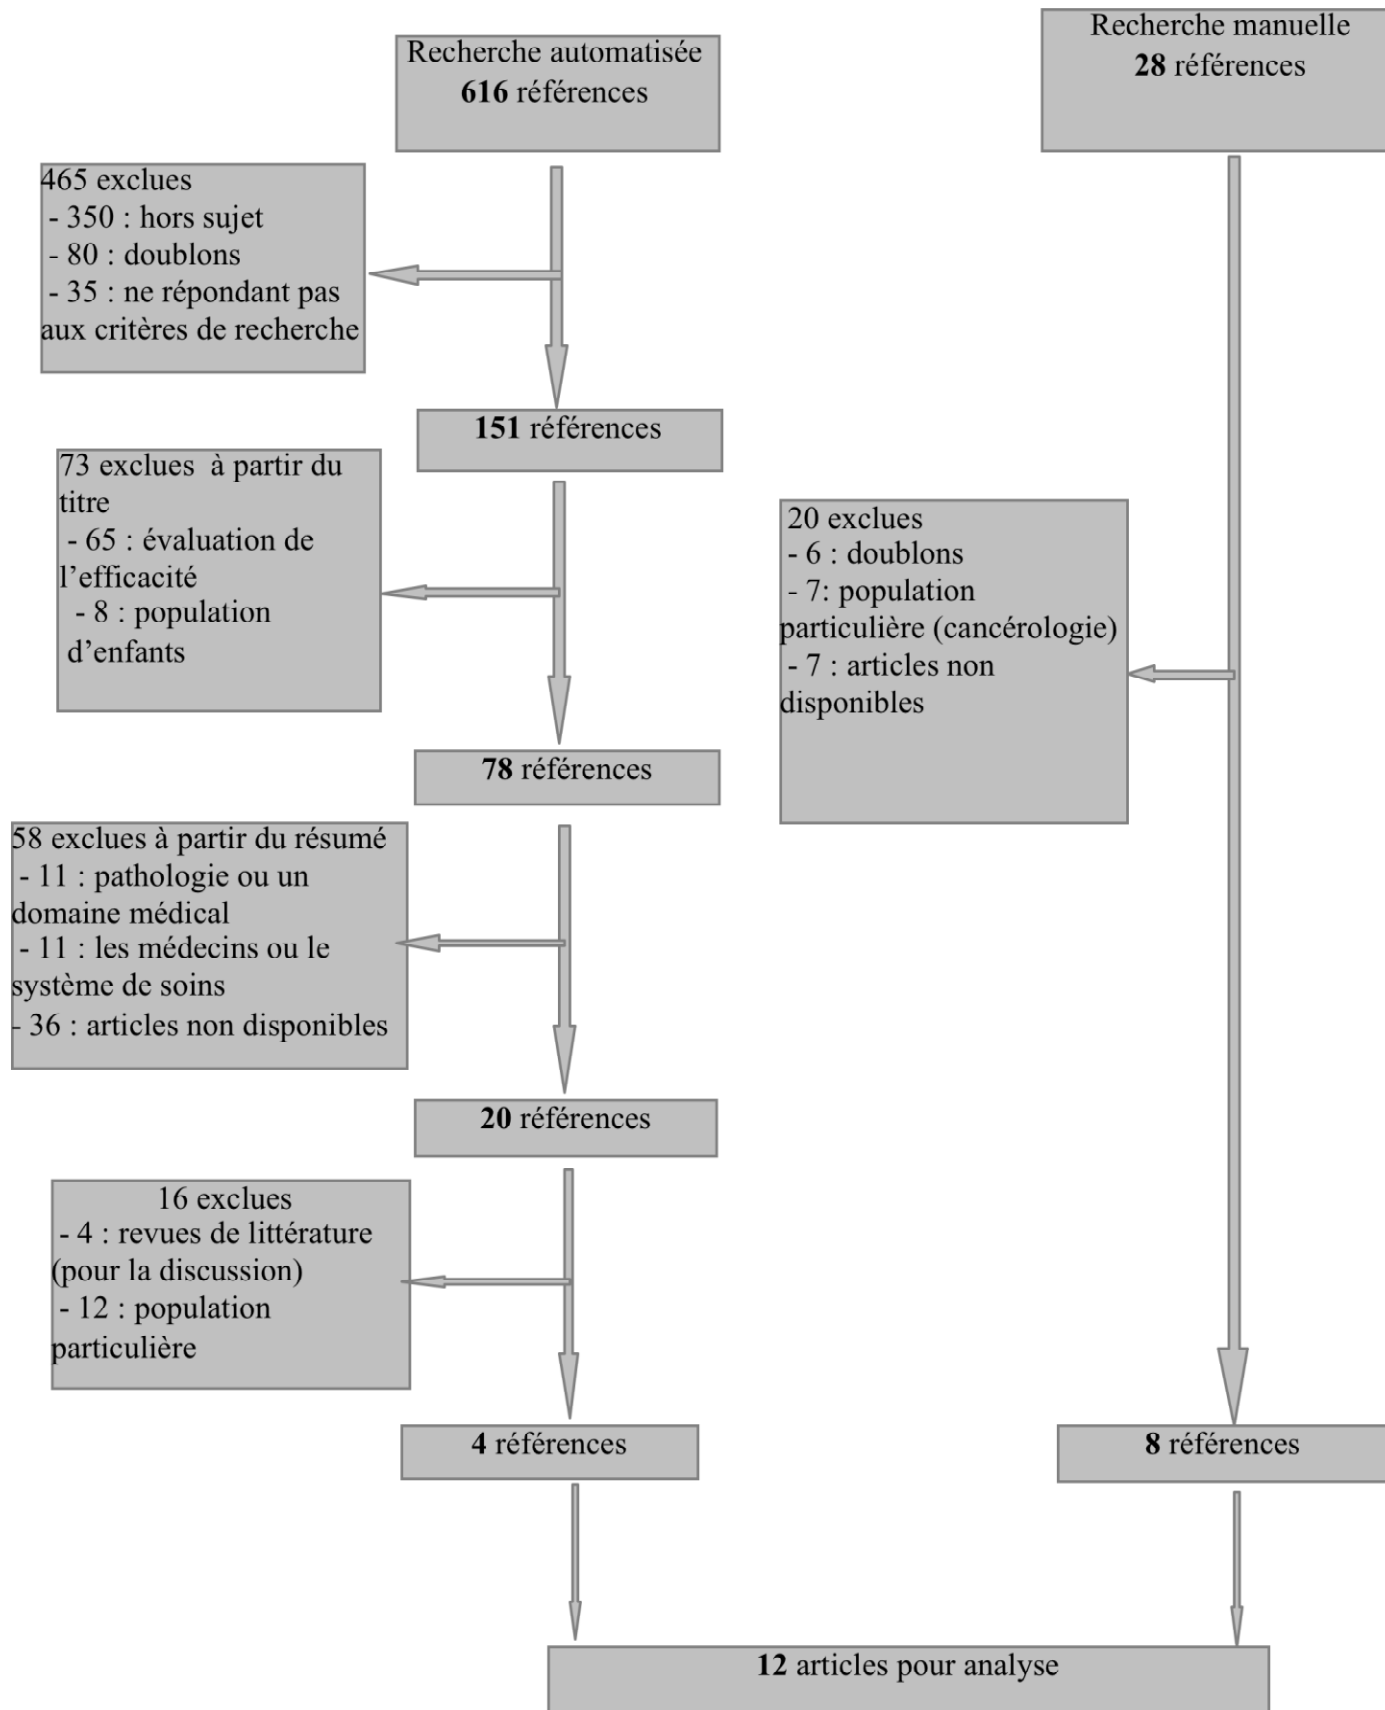 Recherche automatisée
616 références
Recherche manuelle
28 références
465 exclues
- 350 : hors sujet
- 80 : doublons
- 35 : ne répondant pas
aux critères de recherche
151 références
73 exclues à partir du
titre
- 65 : évaluation de
l’efficacité
- 8 : population
d’enfants
20 exclues
- 6 : doublons
- 7: population
particulière (cancérologie)
- 7 : articles non
disponibles
78 références
58 exclues à partir du résumé
- 11 : pathologie ou un
domaine médical
- 11 : les médecins ou le
système de soins
- 36 : articles non disponibles
20 références
16 exclues
- 4 : revues de littérature
(pour la discussion)
- 12 : population
particulière
4 références
8 références
12 articles pour analyse